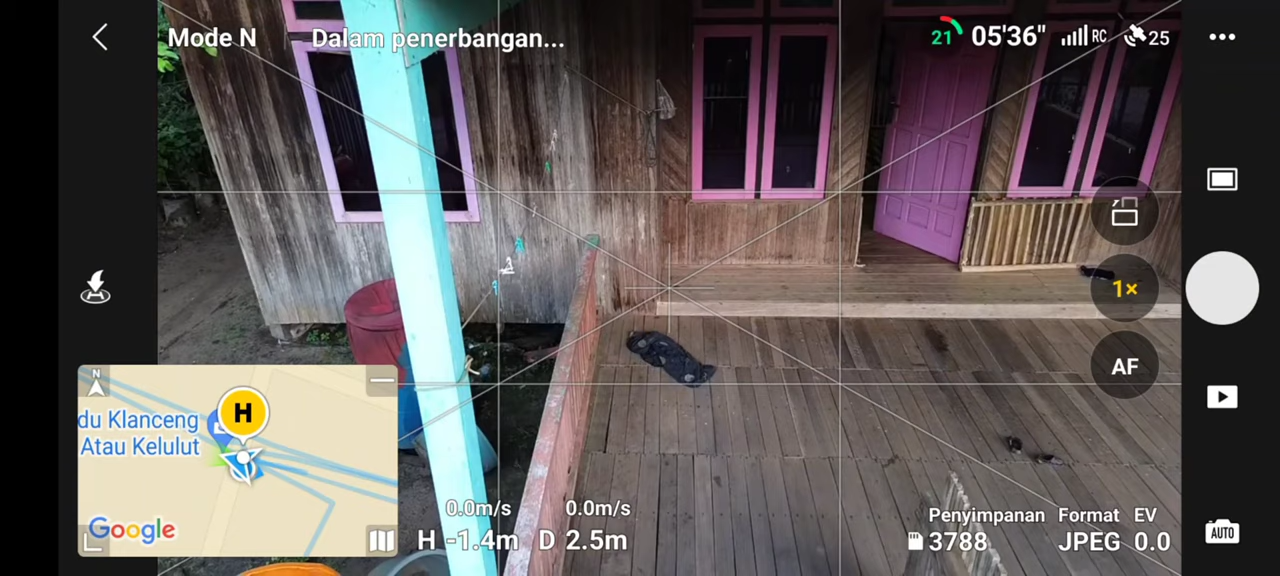 Mode N
Dalam penerbangan...
21
05'36"
RC
25
1×
AF
N
H
du Klanceng
Atau Kelulut
Google
0.0m/s
0.0m/s
H -1.4m
D 2.5m
Penyimpanan
Format
EV
3788
JPEG
0.0
AUTO